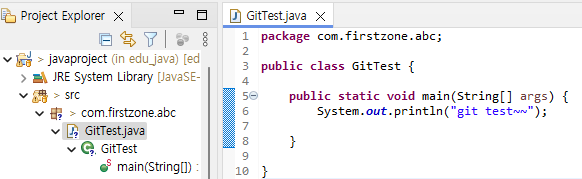 Project Explorer
javaproject (in edu_java) [ed
JRE System Library [JavaSE-
src
com.firstzone.abc
GitTest.java
GitTest
main(String[]) :
GitTest.java
1 package com.firstzone.abc;
2
3 public class GitTest {
4
5 public static void main(String[] args) {
6 System.out.println("git test~~");
7
8 }
9
10 }